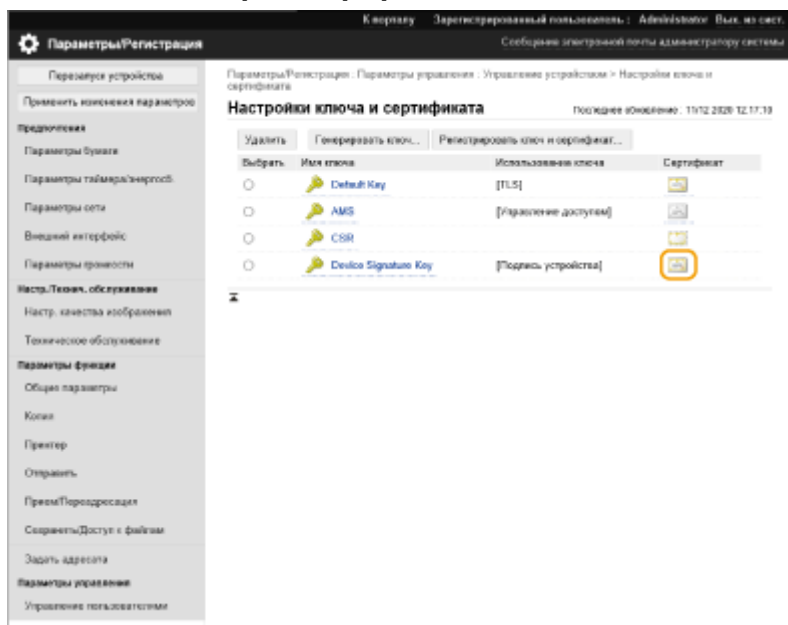 К порталу Зарегистрированный пользователь : Administrator Вых. из сист.
Параметры/Регистрация
Сообщение электронной почты администратору системы
Перезапуск устройства
Применить изменения параметров
Предпочтения
Параметры бумаги
Параметры таймера/энергосб.
Параметры сети
Внешний интерфейс
Параметры громкости
Настр./Технич. обслуживание
Настр. качества изображения
Техническое обслуживание
Параметры функции
Общие параметры
Копия
Принтер
Отправить
Прием/Переадресация
Сохранить/Доступ к файлам
Задать адресата
Параметры управления
Управление пользователями
Параметры/Регистрация : Параметры управления : Управление устройством > Настройки ключа и
сертификата
Настройки ключа и сертификата
Последнее обновление : 11/12 2020 12:17:10
Удалить Генерировать ключ... Регистрировать ключ и сертификат...
Выбрать Имя ключа Использование ключа Сертификат
Default Key [TLS]
AMS [Управление доступом]
CSR
Device Signature Key [Подпись устройства]